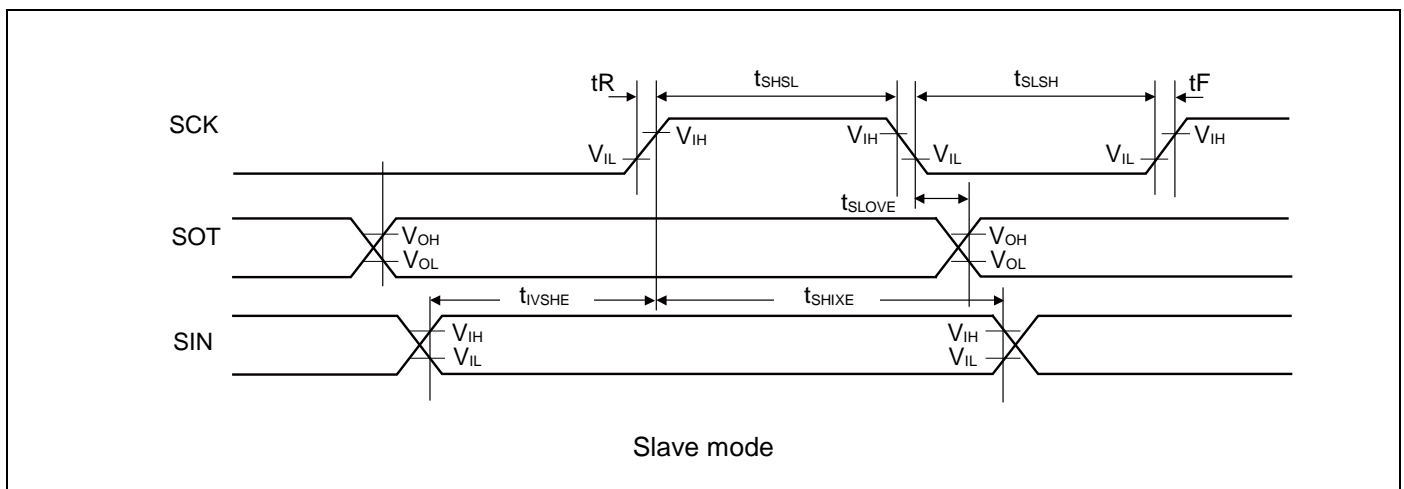 tR tSHSL tSLSH tF
SCK VIH VIH VIH
VIL VIL VIL
tSLOVE
SOT VOH VOH
VOL VOL
tIVSHE tSHIXE
SIN VIH VIH
VIL VIL
Slave mode